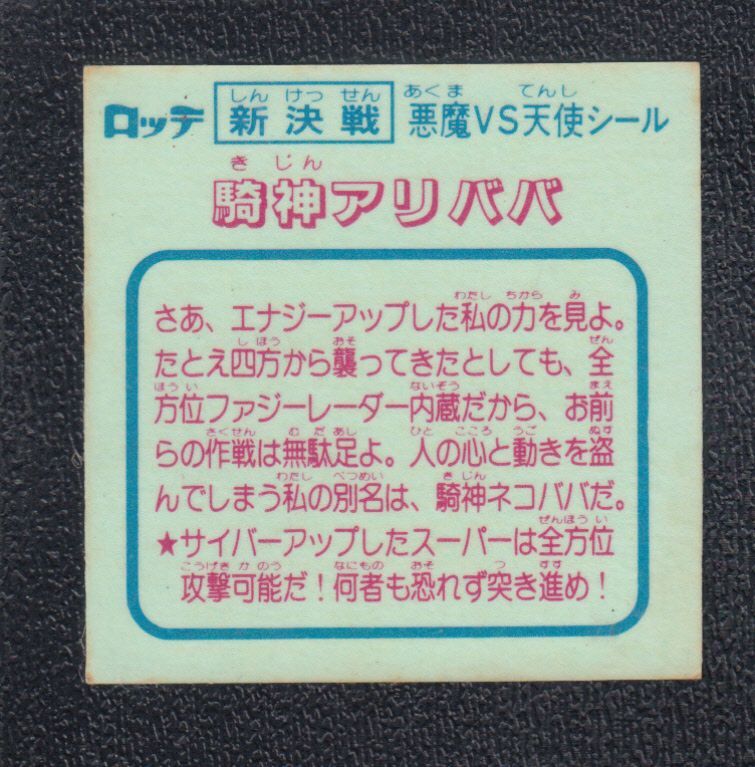 ロッテ 新決戦 悪魔VS天使シール
しん けっ せん あくま てんし
きじん
騎神アリババ
わたし ちから み
さあ、エナジーアップした私の力を見よ。
しほう おそ ぜん
たとえ四方から襲ってきたとしても、全
ほうい ないぞう まえ
方位ファジーレーダー内蔵だから、お前
さくせん むだあし ひと こころ うご ぬす
らの作戦は無駄足よ。人の心と動きを盗
わたし べつめい きじん
んでしまう私の別名は、騎神ネコババだ。
ぜんほうい
★サイバーアップしたスーパーは全方位
こうげきかのう なにもの おそ つ すす
攻撃可能だ！何者も恐れず突き進め！